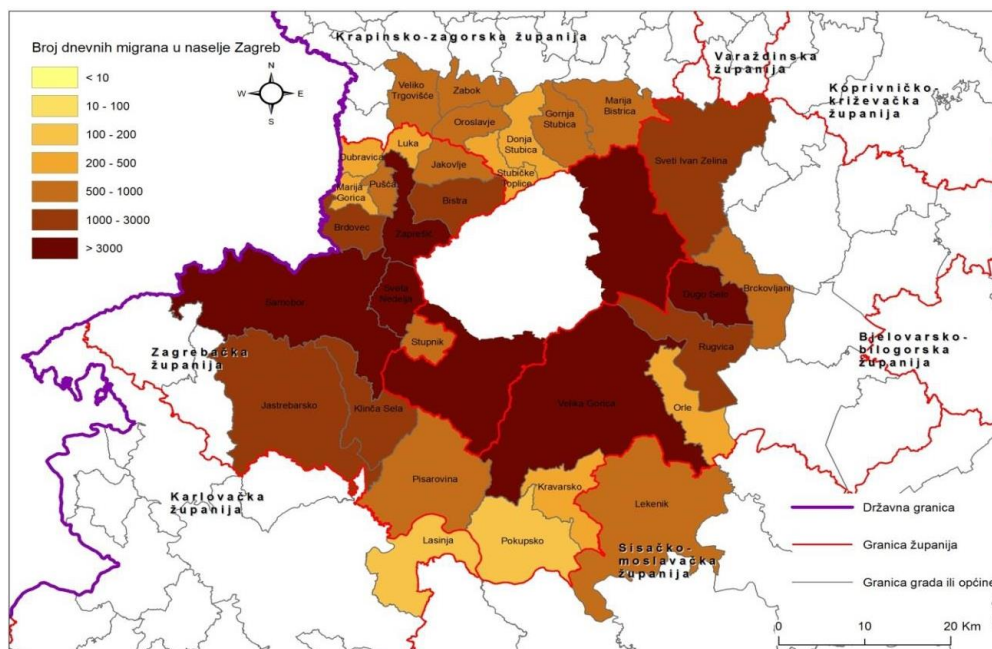 Broj dnevnih migrana u naselje Zagreb
< 10
10 - 100
100 - 200
200 - 500
500 - 1000
1000 - 3000
> 3000
N
W
E
S
Krapinsko-zagorska županija
Varaždinska
županija
Koprivničko-
križevačka
županija
Veliko
Trgovišće
Zabok
Oroslavje
Gornja
Stubica
Marija
Bistrica
Donja
Stubica
Stubičke
Toplice
Luka
Dubravica
Jakovlje
Marija
Gorica
Pušća
Bistra
Brdovec
Zaprešić
Sveti Ivan Zelina
Samobor
Sveta
Nedelja
Dugo Selo
Brckovljani
Stupnik
Rugvica
Bjelovarsko-
bilogorska
županija
Zagrebačka
županija
Jastrebarsko
Klinča Sela
Velika Gorica
Orle
Pisarovina
Kravarsko
Lekenik
Karlovačka
županija
Lasinja
Pokupsko
Sisačko-
moslavačka
županija
Državna granica
Granica županija
Granica grada ili općine
0 10 20 Km